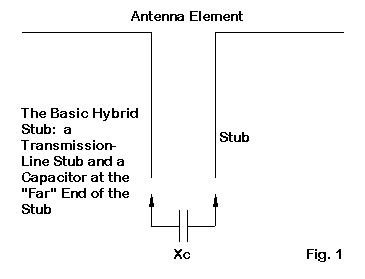 Antenna Element
The Basic Hybrid
Stub: a
Transmission-
Line Stub and a
Capacitor at the
"Far" End of the
Stub
Stub
Xc
Fig. 1